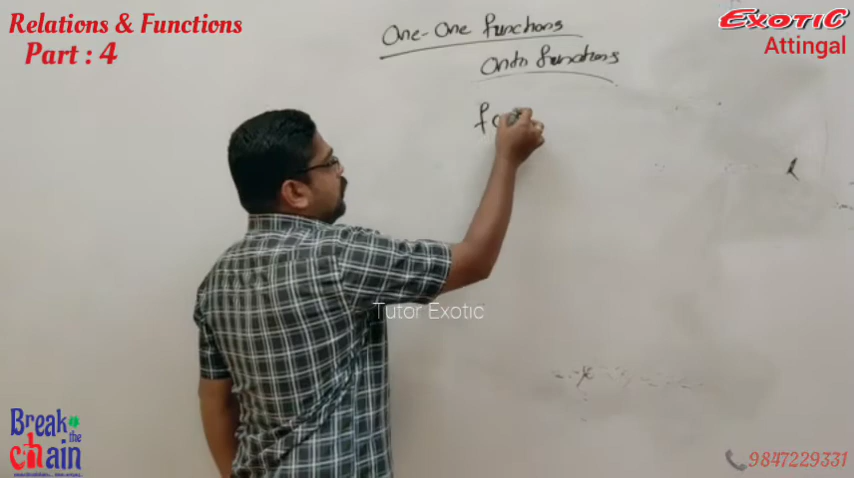 Relations & Functions
Part : 4
EXOTIC
Attingal
One-One functions
Onto functions
f(x
Tutor Exotic
Break
the
chain
9847229331